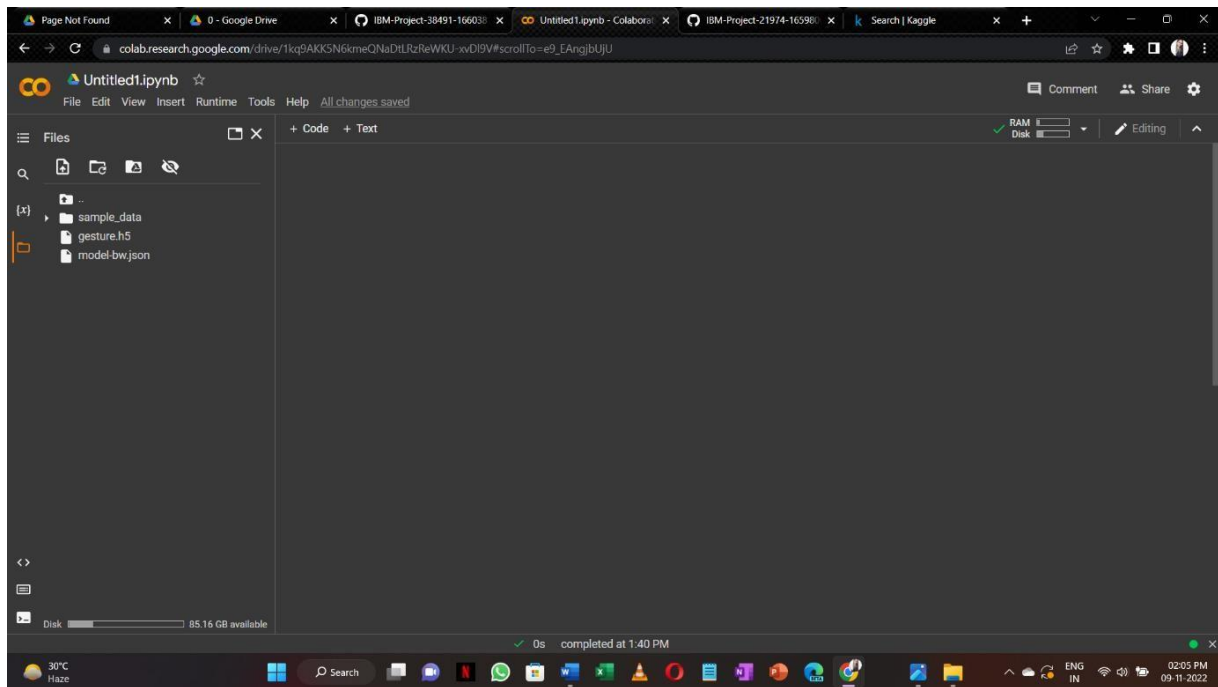 Page Not Found
0 - Google Drive
IBM-Project-38491-166038
Untitled1.ipynb - Colaborat
IBM-Project-21974-165980
k Search | Kaggle
colab.research.google.com/drive/1kq9AKK5N6kmeQNaDtLRzReWKU-xvDl9V#scrollTo=e9_EAngjbUjU
CO Untitled1.ipynb
File Edit View Insert Runtime Tools Help All changes saved
Comment Share
Files
+ Code + Text
RAM
Disk
Editing
{x}
..
sample_data
gesture.h5
model-bw.json
<>
Disk 85.16 GB available
0s completed at 1:40 PM
30°C
Haze
Search
ENG
IN
02:05 PM
09-11-2022